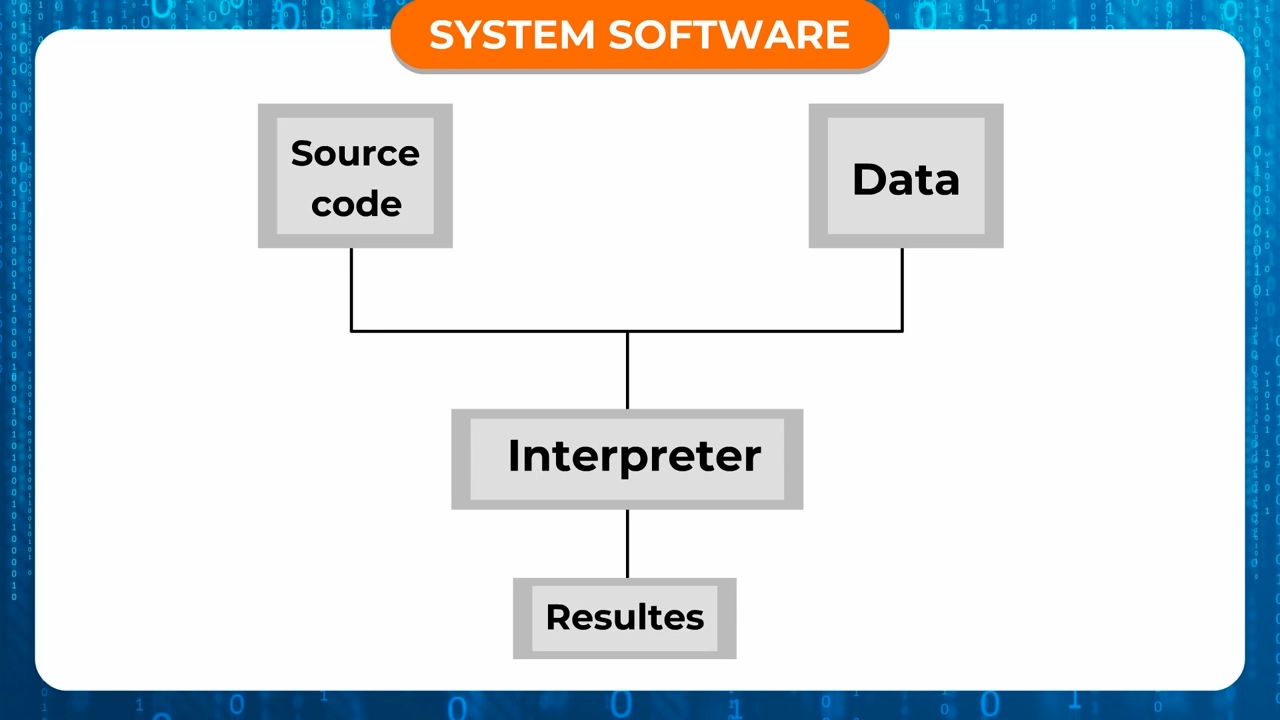 SYSTEM SOFTWARE
Source
code
Data
Interpreter
Resultes